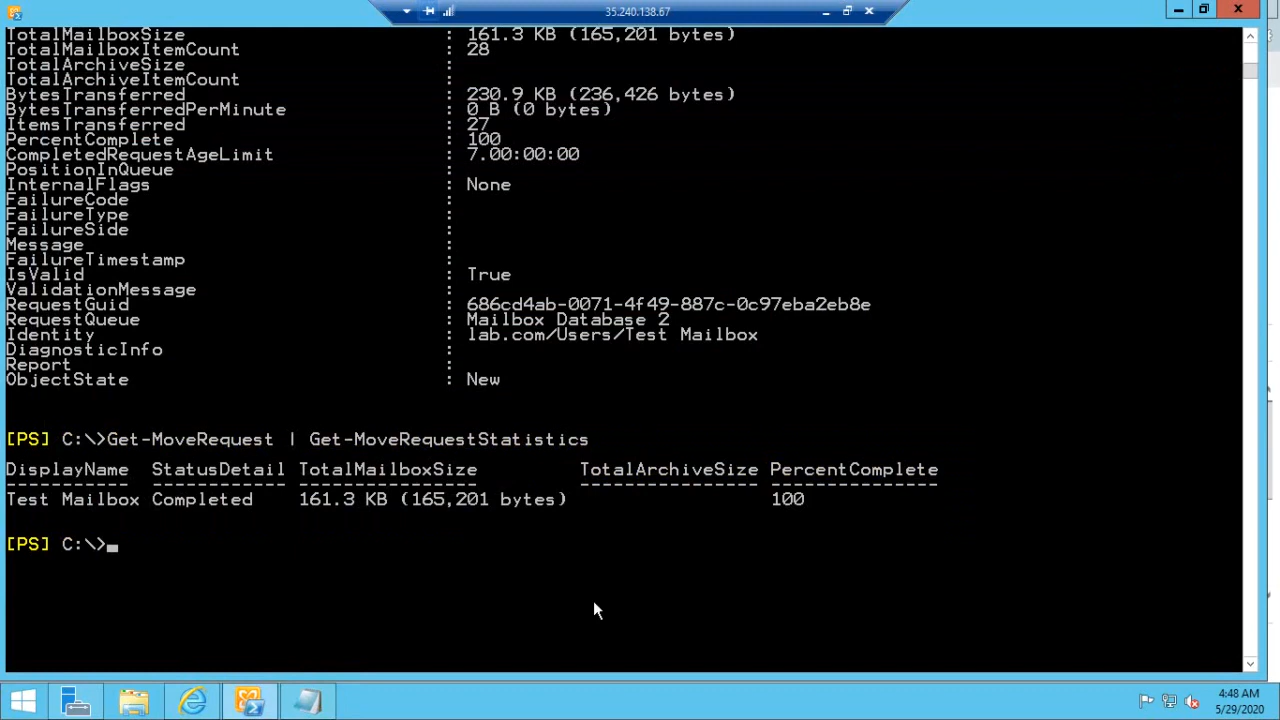 35.240.138.67
TotalMailboxSize : 161.3 KB (165,201 bytes)
TotalMailboxItemCount : 28
TotalArchiveSize :
TotalArchiveItemCount :
BytesTransferred : 230.9 KB (236,426 bytes)
BytesTransferredPerMinute : 0 B (0 bytes)
ItemsTransferred : 27
PercentComplete : 100
CompletedRequestAgeLimit : 7.00:00:00
PositionInQueue :
InternalFlags : None
FailureCode :
FailureType :
FailureSide :
Message :
FailureTimestamp :
IsValid : True
ValidationMessage :
RequestGuid : 686cd4ab-0071-4f49-887c-0c97eba2eb8e
RequestQueue : Mailbox Database 2
Identity : lab.com/Users/Test Mailbox
DiagnosticInfo :
Report :
ObjectState : New
[PS] C:\>Get-MoveRequest | Get-MoveRequestStatistics
DisplayName StatusDetail TotalMailboxSize TotalArchiveSize PercentComplete
----------- ------------ ---------------- ---------------- ---------------
Test Mailbox Completed 161.3 KB (165,201 bytes) 100
[PS] C:\>
4:48 AM
5/29/2020